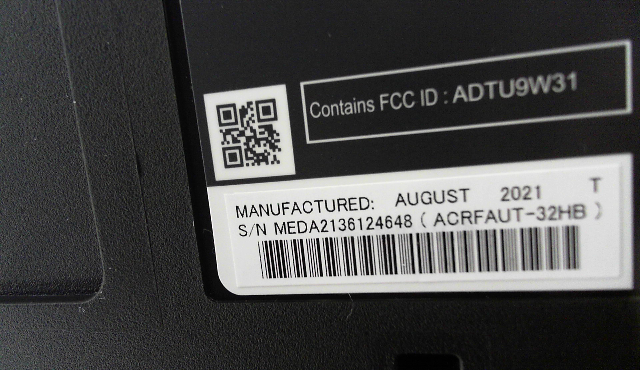 Contains FCC ID : ADTU9W31
MANUFACTURED: AUGUST 2021 T
S/N MEDA2136124648 ( ACRFAUT-32HB )